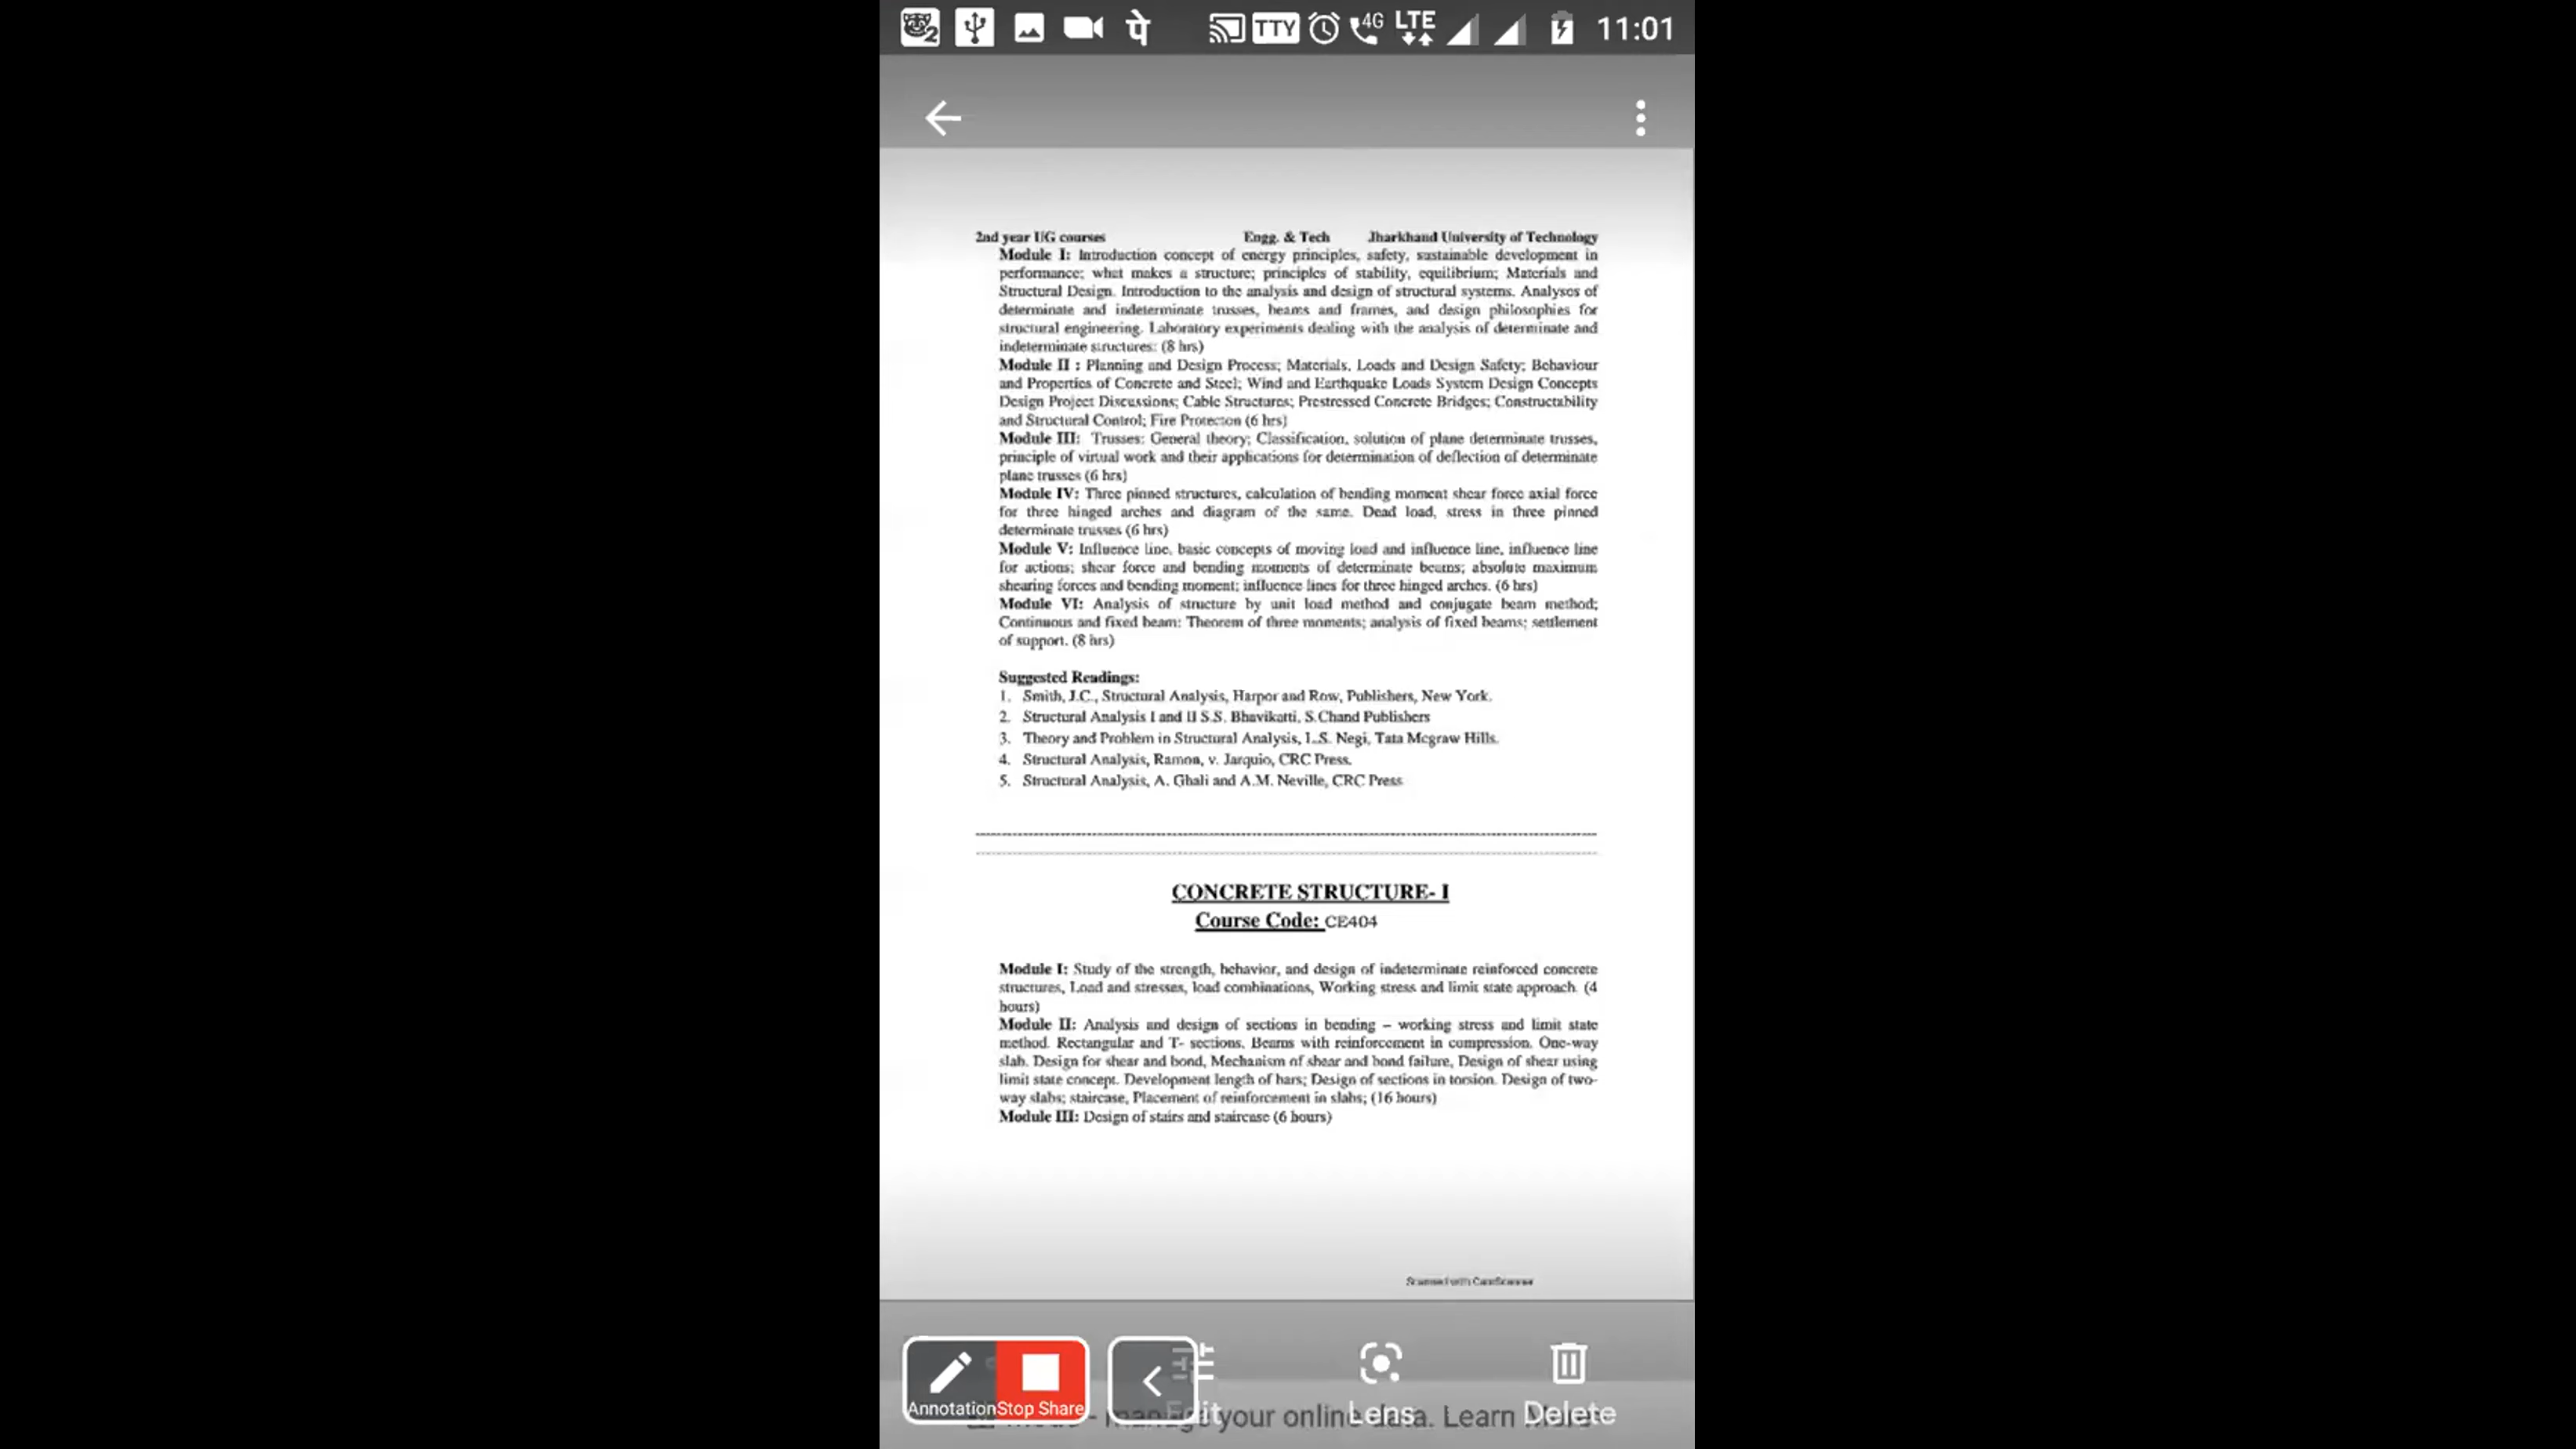 11:01
TTY
4G
LTE
2
पे
2nd year UG courses Engg. & Tech Jharkhand University of Technology
Module I: Introduction concept of energy principles, safety, sustainable development in
performance; what makes a structure; principles of stability, equilibrium; Materials and
Structural Design. Introduction to the analysis and design of structural systems. Analyses of
determinate and indeterminate trusses, beams and frames, and design philosophies for
structural engineering. Laboratory experiments dealing with the analysis of determinate and
indeterminate structures: (8 hrs)
Module II : Planning and Design Process; Materials, Loads and Design Safety; Behaviour
and Properties of Concrete and Steel; Wind and Earthquake Loads System Design Concepts
Design Project Discussions; Cable Structures; Prestressed Concrete Bridges; Constructability
and Structural Control; Fire Protecton (6 hrs)
Module III: Trusses: General theory; Classification, solution of plane determinate trusses,
principle of virtual work and their applications for determination of deflection of determinate
plane trusses (6 hrs)
Module IV: Three pinned structures, calculation of bending moment shear force axial force
for three hinged arches and diagram of the same. Dead load, stress in three pinned
determinate trusses (6 hrs)
Module V: Influence line, basic concepts of moving load and influence line, influence line
for actions; shear force and bending moments of determinate beams; absolute maximum
shearing forces and bending moment; influence lines for three hinged arches. (6 hrs)
Module VI: Analysis of structure by unit load method and conjugate beam method;
Continuous and fixed beam: Theorem of three moments; analysis of fixed beams; settlement
of support. (8 hrs)
Suggested Readings:
1. Smith, J.C., Structural Analysis, Harpor and Row, Publishers, New York.
2. Structural Analysis I and II S.S. Bhavikatti, S.Chand Publishers
3. Theory and Problem in Structural Analysis, L.S. Negi, Tata Mcgraw Hills.
4. Structural Analysis, Ramon, v. Jarquio, CRC Press.
5. Structural Analysis, A. Ghali and A.M. Neville, CRC Press
CONCRETE STRUCTURE- I
Course Code: CE404
Module I: Study of the strength, behavior, and design of indeterminate reinforced concrete
structures, Load and stresses, load combinations, Working stress and limit state approach. (4
hours)
Module II: Analysis and design of sections in bending – working stress and limit state
method. Rectangular and T- sections, Beams with reinforcement in compression. One-way
slab. Design for shear and bond, Mechanism of shear and bond failure, Design of shear using
limit state concept. Development length of bars; Design of sections in torsion. Design of two-
way slabs; staircase, Placement of reinforcement in slabs; (16 hours)
Module III: Design of stairs and staircase (6 hours)
Scanned with CamScanner
Annotation Stop Share Edit Lens Delete
your online data. Learn